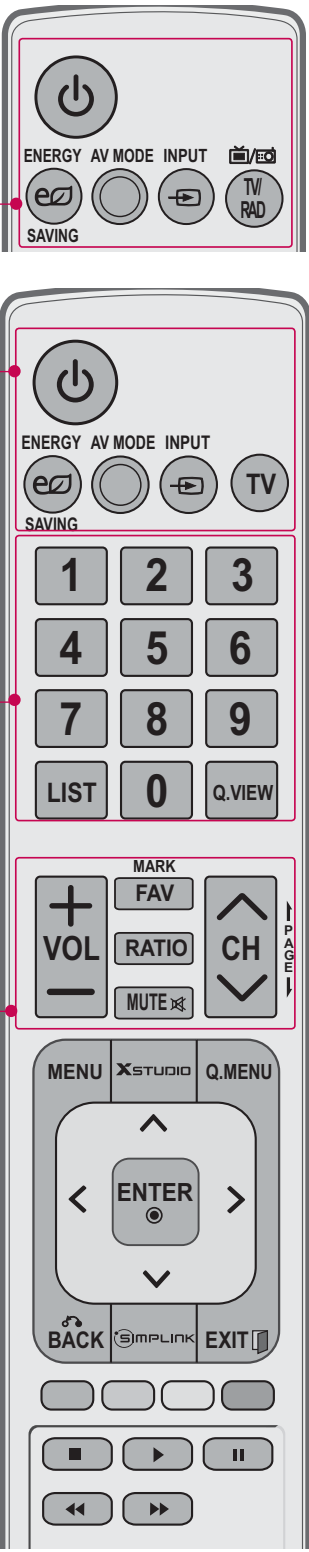 ENERGY AV MODE INPUT
TV/
RAD
SAVING
ENERGY AV MODE INPUT
TV
SAVING
1 2 3
4 5 6
7 8 9
LIST 0 Q.VIEW
MARK
FAV
VOL RATIO CH
PAGE
MUTE
MENU XSTUDIO Q.MENU
ENTER
BACK SIMPLINK EXIT